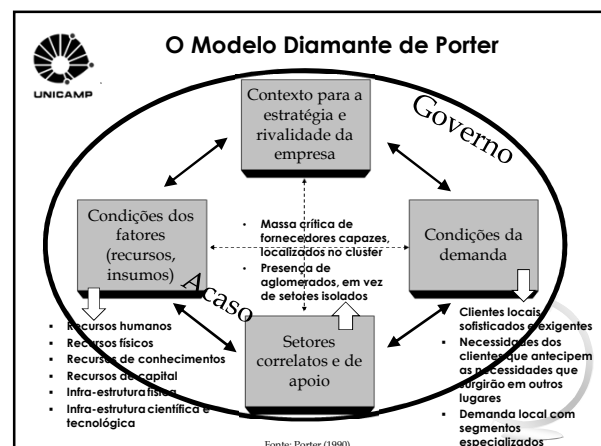 O Modelo Diamante de Porter
UNICAMP
Contexto para a
estratégia e
rivalidade da
empresa
Governo
Condições dos
fatores
(recursos,
insumos)
• Massa crítica de
fornecedores capazes,
localizados no cluster
• Presença de
aglomerados, em vez
de setores isolados
Condições da
demanda
Acaso
Setores
correlatos e de
apoio
▪ Recursos humanos
▪ Recursos físicos
▪ Recursos de conhecimentos
▪ Recursos de capital
▪ Infra-estrutura física
▪ Infra-estrutura científica e
tecnológica
▪ Clientes locais
sofisticados e exigentes
▪ Necessidades dos
clientes que antecipem
as necessidades que
surgirão em outros
lugares
▪ Demanda local com
segmentos
especializados
Fonte: Porter (1990)